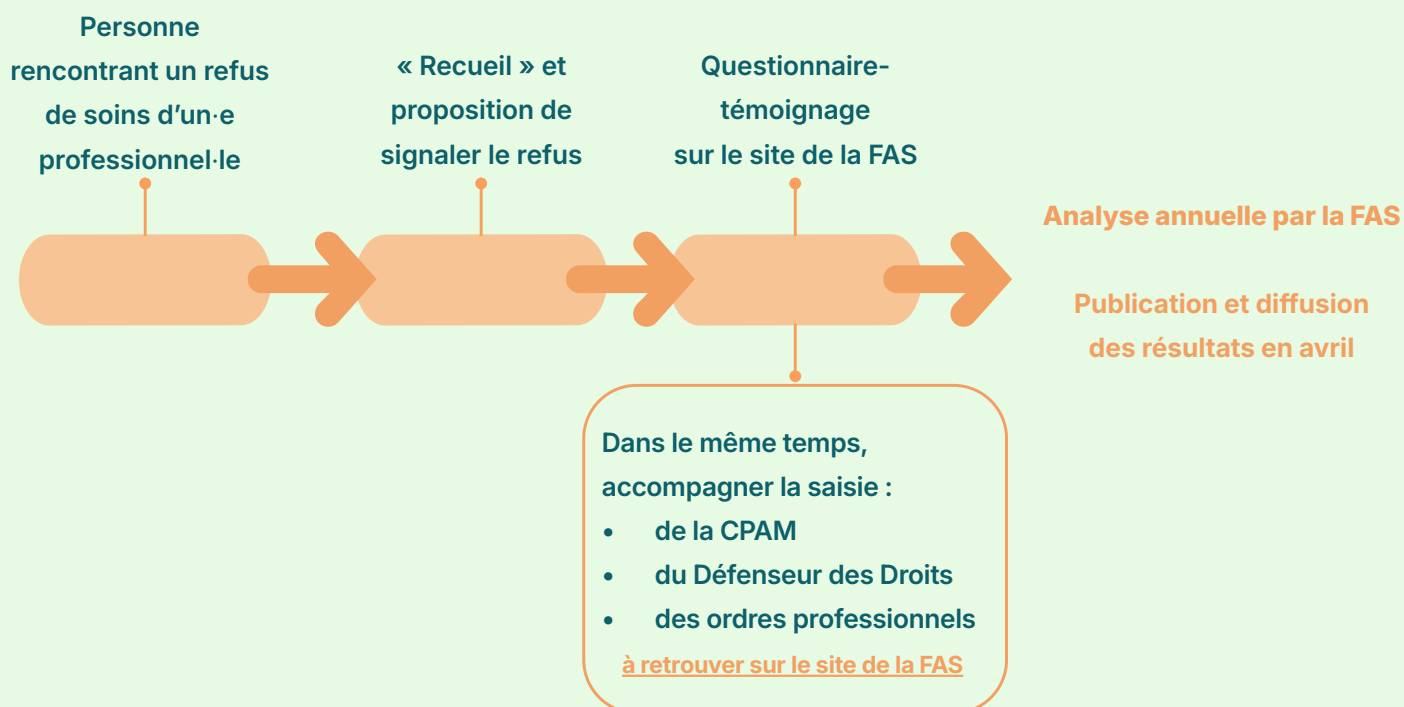 Personne
rencontrant un refus
de soins d'un·e
professionnel·le
« Recueil » et
proposition de
signaler le refus
Questionnaire-
témoignage
sur le site de la FAS
Analyse annuelle par la FAS
Publication et diffusion
des résultats en avril
Dans le même temps,
accompagner la saisie :
• de la CPAM
• du Défenseur des Droits
• des ordres professionnels
à retrouver sur le site de la FAS